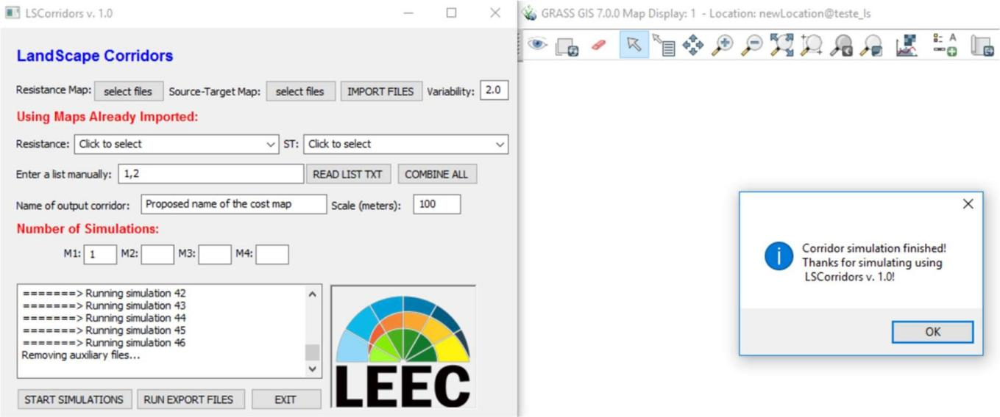 LSCorridors v. 1.0
LandScape Corridors
Resistance Map: select files Source-Target Map: select files IMPORT FILES Variability: 2.0
Using Maps Already Imported:
Resistance: Click to select ST: Click to select
Enter a list manually: 1,2 READ LIST TXT COMBINE ALL
Name of output corridor: Proposed name of the cost map Scale (meters): 100
Number of Simulations:
M1: 1 M2: M3: M4:
=======> Running simulation 42
=======> Running simulation 43
=======> Running simulation 44
=======> Running simulation 45
=======> Running simulation 46
Removing auxiliary files...
LEEC
START SIMULATIONS RUN EXPORT FILES EXIT
GRASS GIS 7.0.0 Map Display: 1 - Location: newLocation@teste_ls
A
Corridor simulation finished!
Thanks for simulating using
LSCorridors v. 1.0!
OK